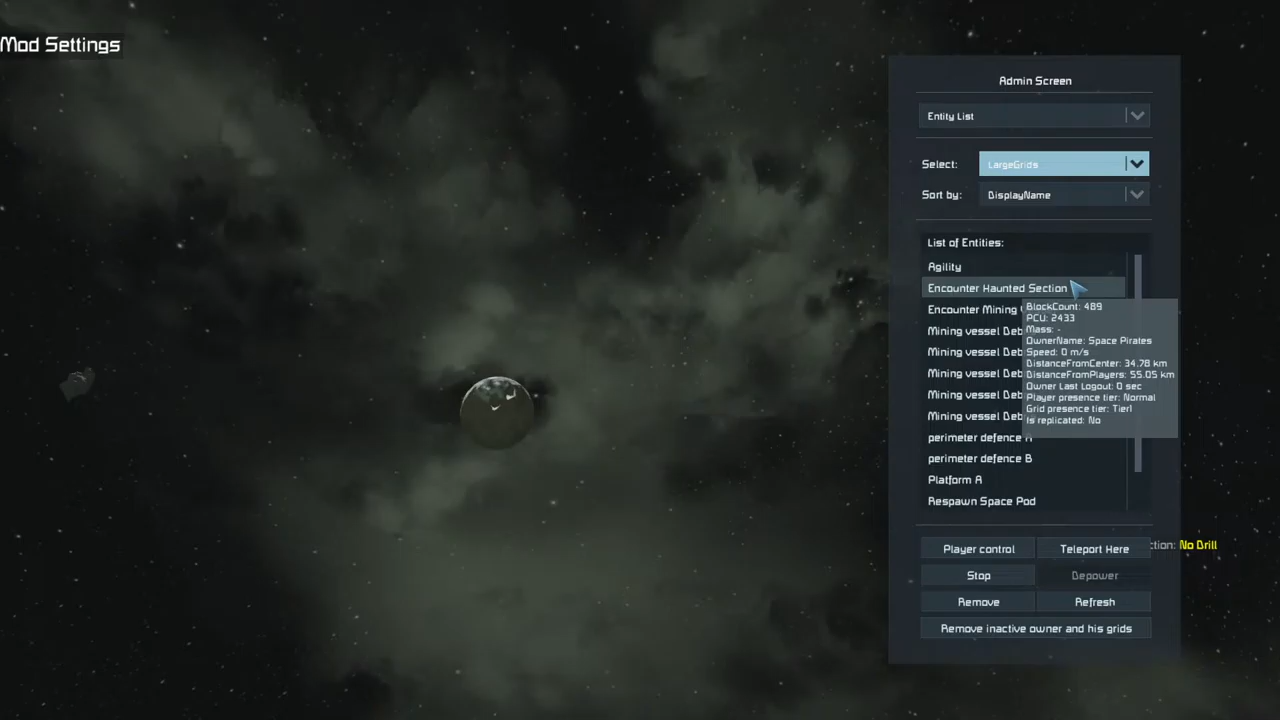 Mod Settings
Admin Screen
Entity List
Select: LargeGrids
Sort by: DisplayName
List of Entities:
Agility
Encounter Haunted Section
Encounter Mining
Mining vessel Deb
Mining vessel Deb
Mining vessel Deb
Mining vessel Deb
Mining vessel Deb
perimeter defence A
perimeter defence B
Platform A
Respawn Space Pod
BlockCount: 489
PCU: 2433
Mass: -
OwnerName: Space Pirates
Speed: 0 m/s
DistanceFromCenter: 34.78 km
DistanceFromPlayers: 55.05 km
Owner Last Logout: 0 sec
Player presence tier: Normal
Grid presence tier: Tier1
Is replicated: No
Player control
Teleport Here
ction: No Drill
Stop
Depower
Remove
Refresh
Remove inactive owner and his grids